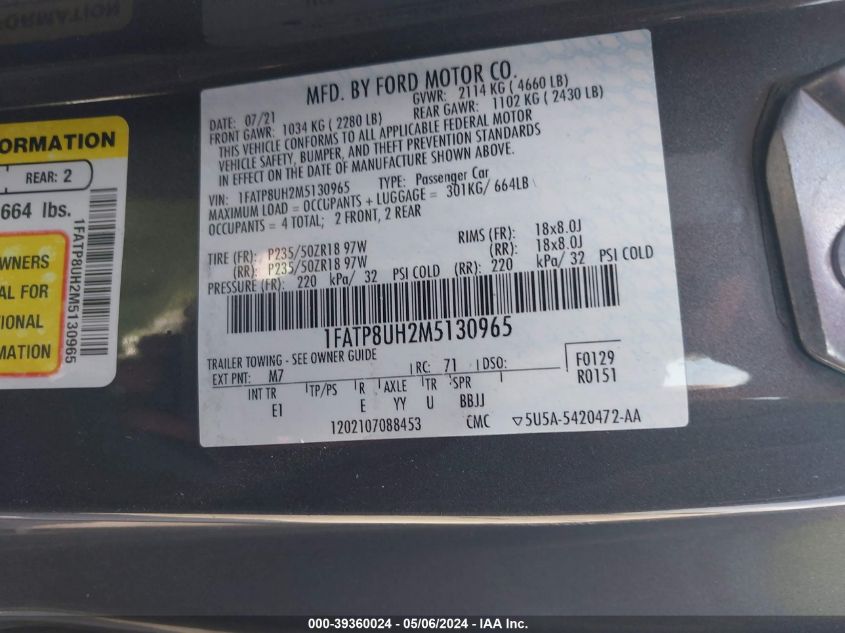 MFD. BY FORD MOTOR CO.
DATE: 07/21 GVWR: 2114 KG ( 4660 LB)
FRONT GAWR: 1034 KG ( 2280 LB) REAR GAWR: 1102 KG ( 2430 LB)
THIS VEHICLE CONFORMS TO ALL APPLICABLE FEDERAL MOTOR
VEHICLE SAFETY, BUMPER, AND THEFT PREVENTION STANDARDS
IN EFFECT ON THE DATE OF MANUFACTURE SHOWN ABOVE.
VIN: 1FATP8UH2M5130965 TYPE: Passenger Car
MAXIMUM LOAD = OCCUPANTS + LUGGAGE = 301KG/ 664LB
OCCUPANTS = 4 TOTAL; 2 FRONT, 2 REAR
TIRE (FR): P235/50ZR18 97W RIMS (FR): 18x8.0J
(RR): P235/50ZR18 97W (RR): 18x8.0J
PRESSURE (FR): 220 kPa/ 32 PSI COLD (RR): 220 kPa/ 32 PSI COLD
1FATP8UH2M5130965
TRAILER TOWING - SEE OWNER GUIDE
EXT PNT: M7 RC: 71 DSO: F0129
INT TR TP/PS R AXLE TR SPR R0151
E1 E YY U BBJJ
1202107088453 CMC ▽5U5A-5420472-AA
ORMATION
REAR: 2
664 lbs.
WNERS
AL FOR
TIONAL
MATION
1FATP8UH2M5130965
FORMATION
000-39360024 - 05/06/2024 - IAA Inc.